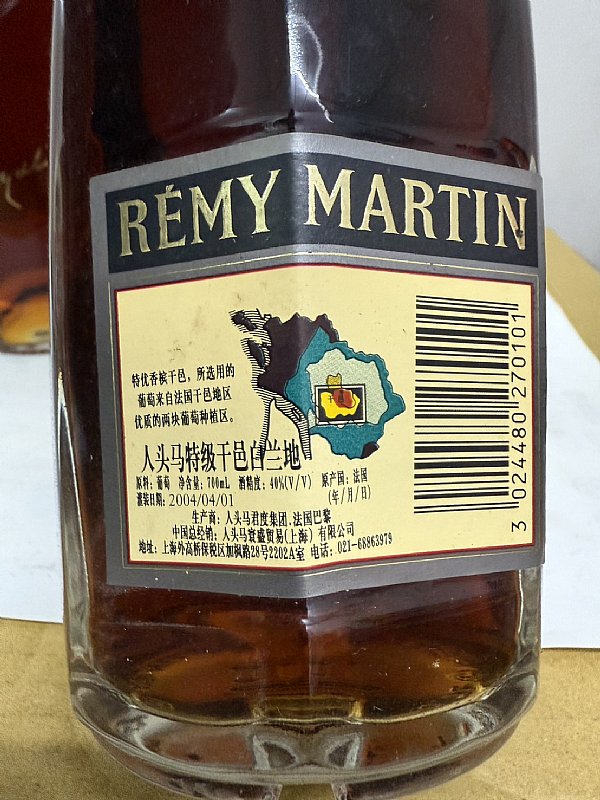 RÉMY MARTIN
特优香槟干邑，所选用的
葡萄来自法国干邑地区
优质的两块葡萄种植区。
人头马特级干邑白兰地
原料：葡萄 净含量：700mL 酒精度：40%(V/V) 原产国：法国
灌装日期：2004/04/01 (年/月/日)
生产商：人头马君度集团.法国巴黎
中国总经销：人头马寰盛贸易(上海)有限公司
地址：上海外高桥保税区加枫路28号2202A室 电话：021-68863979
3 024480 270101